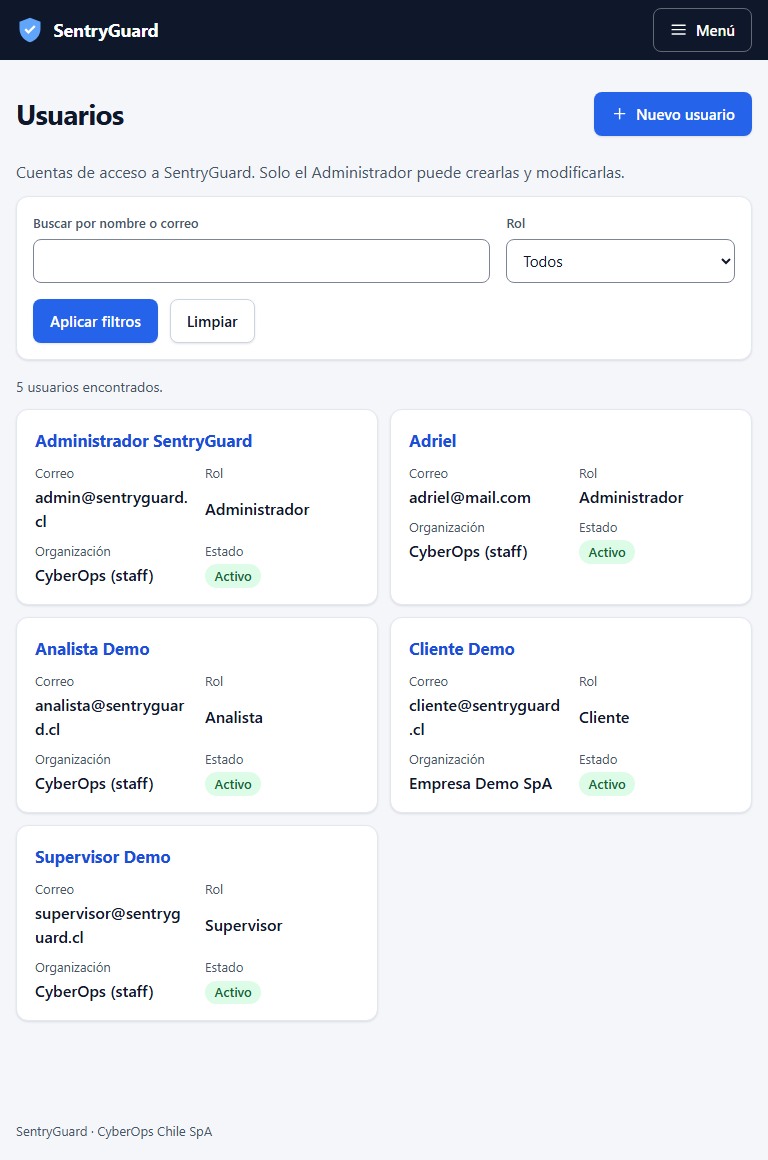 SentryGuard
Menú
Usuarios
Nuevo usuario
Cuentas de acceso a SentryGuard. Solo el Administrador puede crearlas y modificarlas.
Buscar por nombre o correo
Rol
Todos
Aplicar filtros
Limpiar
5 usuarios encontrados.
Administrador SentryGuard
Correo
admin@sentryguard.
cl
Rol
Administrador
Organización
CyberOps (staff)
Estado
Activo
Adriel
Correo
adriel@mail.com
Rol
Administrador
Organización
CyberOps (staff)
Estado
Activo
Analista Demo
Correo
analista@sentryguar
d.cl
Rol
Analista
Organización
CyberOps (staff)
Estado
Activo
Cliente Demo
Correo
cliente@sentryguard
.cl
Rol
Cliente
Organización
Empresa Demo SpA
Estado
Activo
Supervisor Demo
Correo
supervisor@sentryg
uard.cl
Rol
Supervisor
Organización
CyberOps (staff)
Estado
Activo
SentryGuard · CyberOps Chile SpA